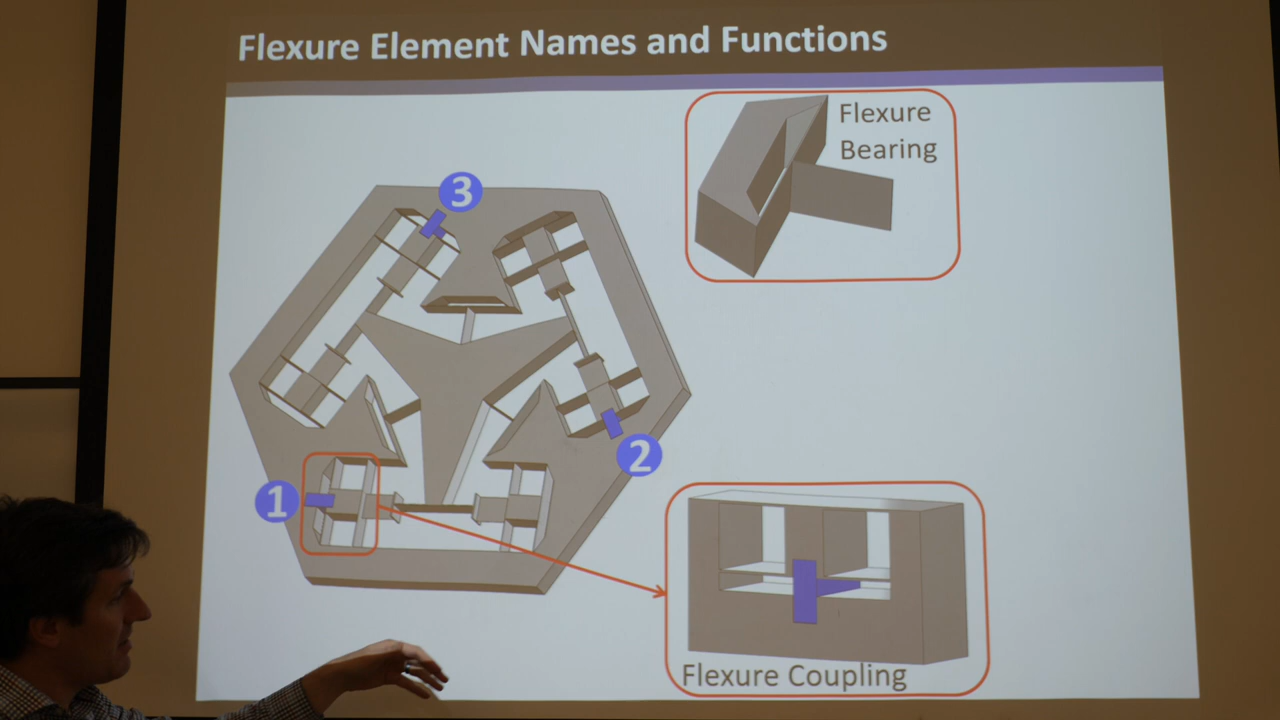 Flexure Element Names and Functions
Flexure
Bearing
3
2
1
Flexure Coupling